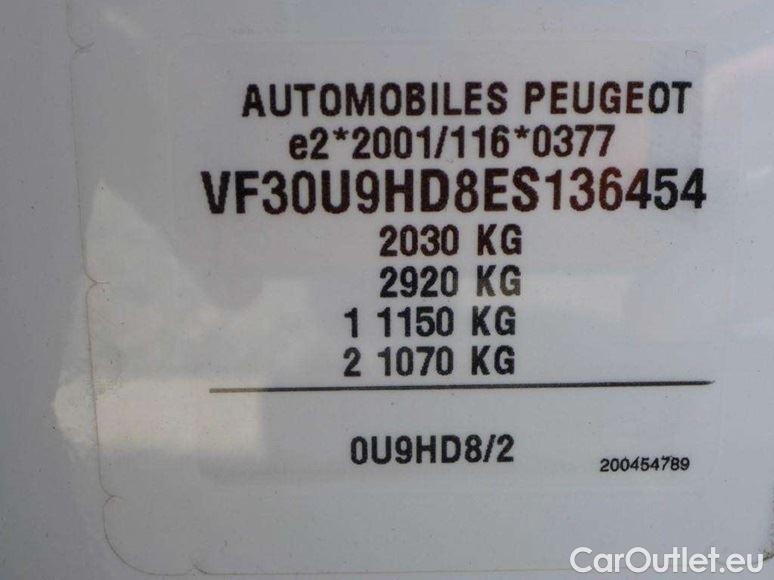 AUTOMOBILES PEUGEOT
e2*2001/116*0377
VF30U9HD8ES136454
2030 KG
2920 KG
1 1150 KG
2 1070 KG
0U9HD8/2
200454789
CarOutlet.eu